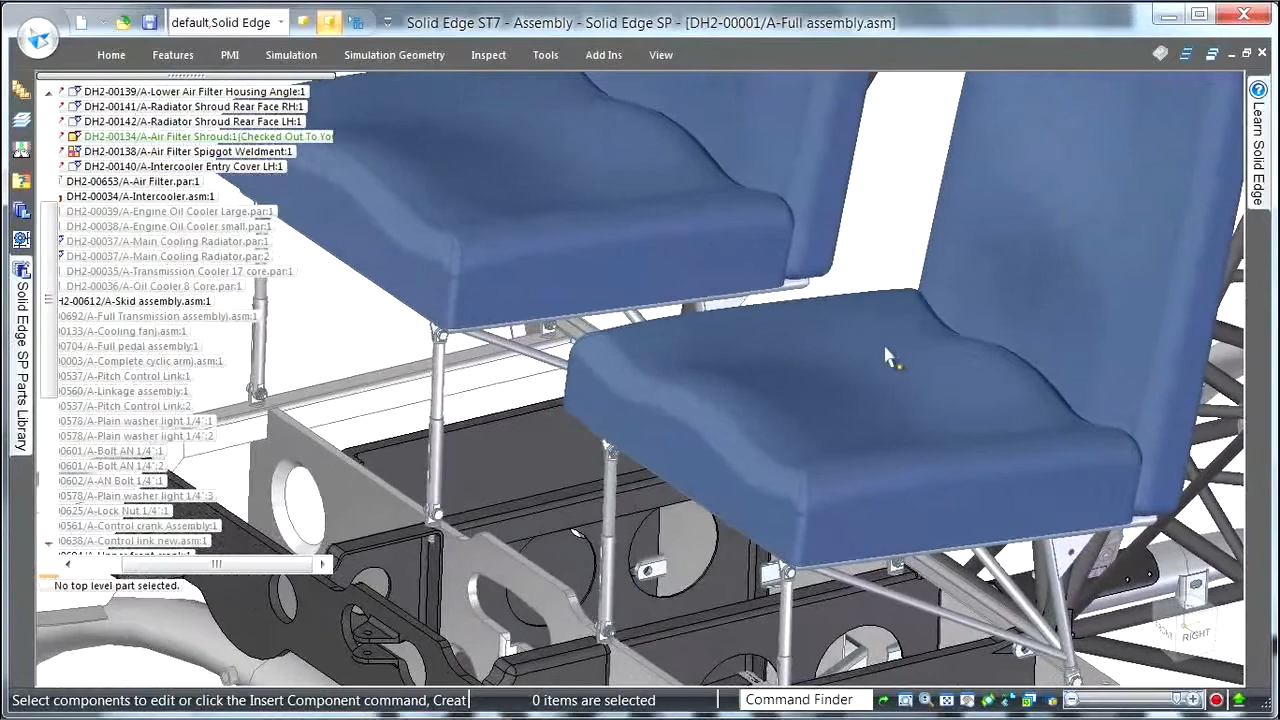 default,Solid Edge
Solid Edge ST7 - Assembly - Solid Edge SP - [DH2-00001/A-Full assembly.asm]
Home Features PMI Simulation Simulation Geometry Inspect Tools Add Ins View
DH2-00139/A-Lower Air Filter Housing Angle:1
DH2-00141/A-Radiator Shroud Rear Face RH:1
DH2-00142/A-Radiator Shroud Rear Face LH:1
DH2-00134/A-Air Filter Shroud:1(Checked Out To You
DH2-00138/A-Air Filter Spiggot Weldment:1
DH2-00140/A-Intercooler Entry Cover LH:1
DH2-00653/A-Air Filter.par:1
DH2-00034/A-Intercooler.asm:1
DH2-00039/A-Engine Oil Cooler Large.par:1
DH2-00038/A-Engine Oil Cooler small.par:1
DH2-00037/A-Main Cooling Radiator.par:1
DH2-00037/A-Main Cooling Radiator.par:2
DH2-00035/A-Transmission Cooler 17 core.par:1
DH2-00036/A-Oil Cooler 8 Core.par:1
H2-00612/A-Skid assembly.asm:1
00692/A-Full Transmission assembly).asm:1
00133/A-Cooling fan).asm:1
00704/A-Full pedal assembly:1
00003/A-Complete cyclic arm).asm:1
00537/A-Pitch Control Link:1
00560/A-Linkage assembly:1
00537/A-Pitch Control Link:2
00578/A-Plain washer light 1/4":1
00578/A-Plain washer light 1/4":2
00601/A-Bolt AN 1/4":1
00601/A-Bolt AN 1/4":2
00602/A-AN Bolt 1/4":1
00578/A-Plain washer light 1/4":3
00625/A-Lock Nut 1/4":1
00561/A-Control crank Assembly:1
00638/A-Control link new.asm:1
No top level part selected.
Solid Edge SP Parts Library
Learn Solid Edge
RIGHT
Select components to edit or click the Insert Component command, Creat
0 items are selected
Command Finder